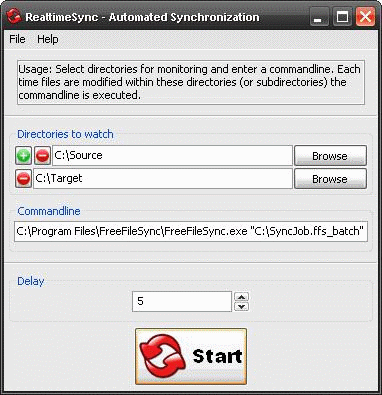 RealtimeSync - Automated Synchronization
File Help
Usage: Select directories for monitoring and enter a commandline. Each
time files are modified within these directories (or subdirectories) the
commandline is executed.
Directories to watch
C:\Source Browse
C:\Target Browse
Commandline
C:\Program Files\FreeFileSync\FreeFileSync.exe "C:\SyncJob.ffs_batch"
Delay
5
Start